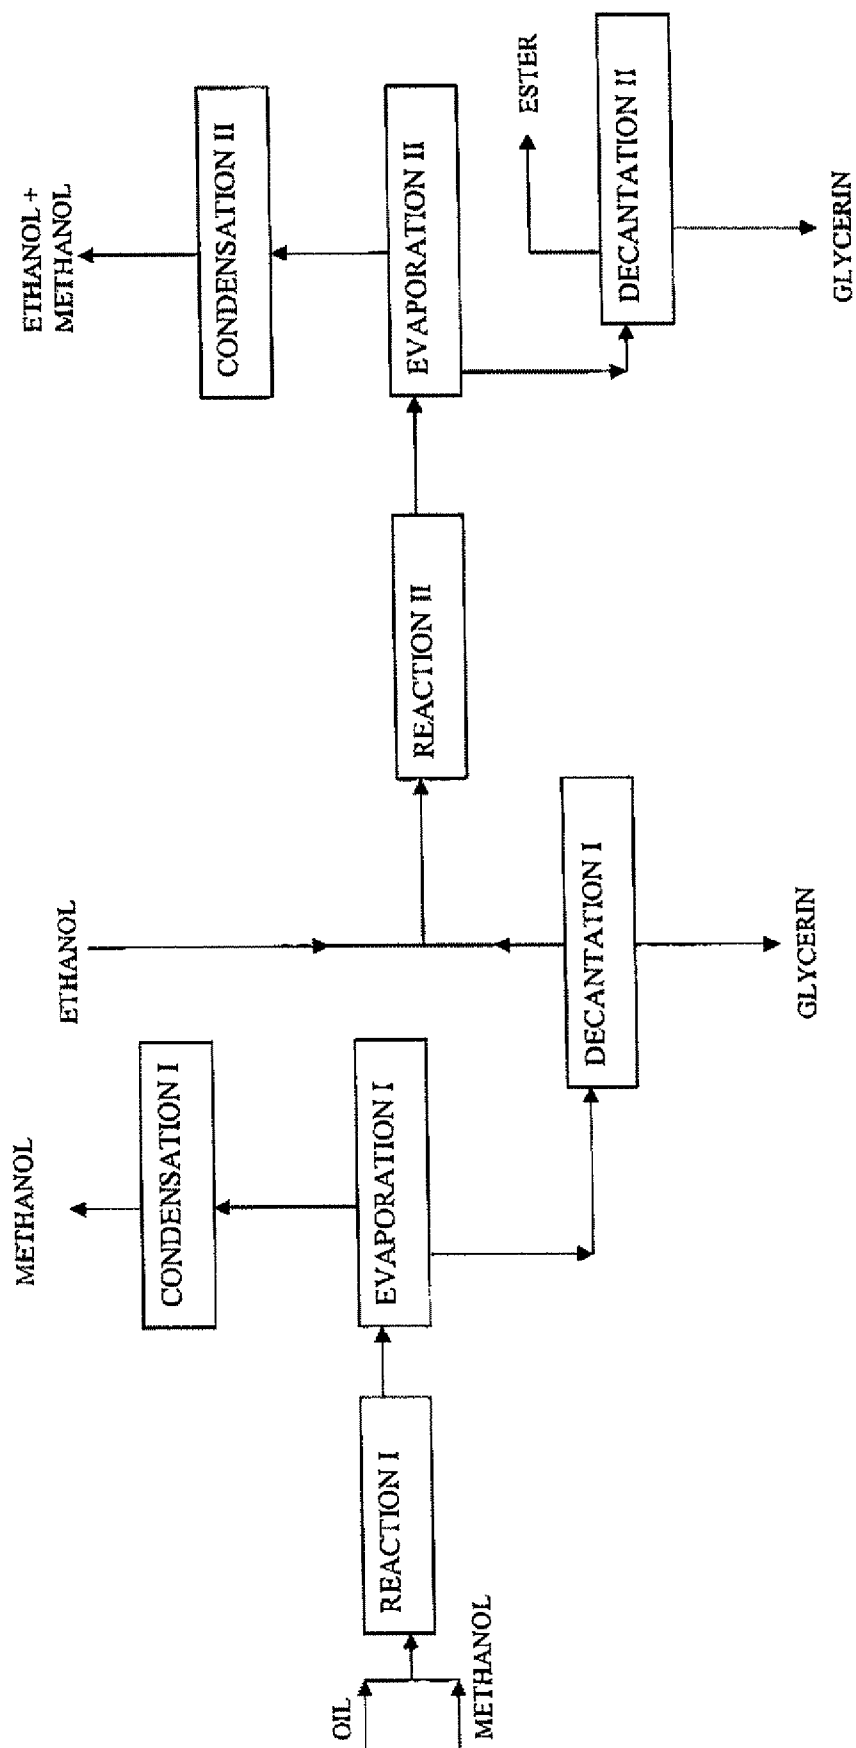 OIL
METHANOL
REACTION I
EVAPORATION I
CONDENSATION I
METHANOL
DECANTATION I
GLYCERIN
ETHANOL
REACTION II
EVAPORATION II
CONDENSATION II
ETHANOL +
METHANOL
DECANTATION II
ESTER
GLYCERIN